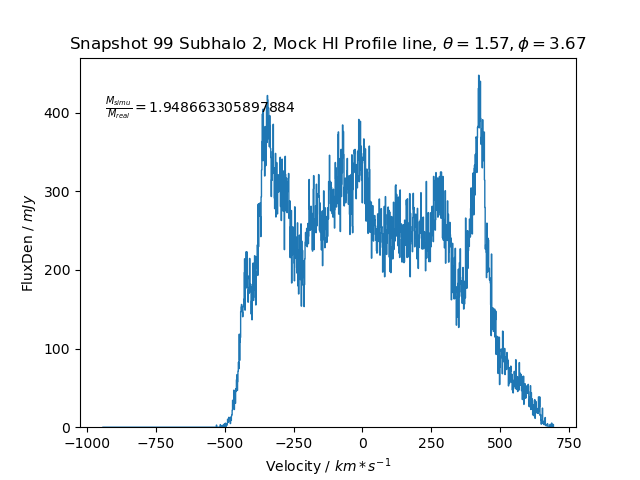 Snapshot 99 Subhalo 2, Mock HI Profile line, θ = 1.57, ϕ = 3.67
M_simu/M_real = 1.948663305897884
FluxDen / mJy
400
300
200
100
0
−1000 −750 −500 −250 0 250 500 750
Velocity / km * s⁻¹